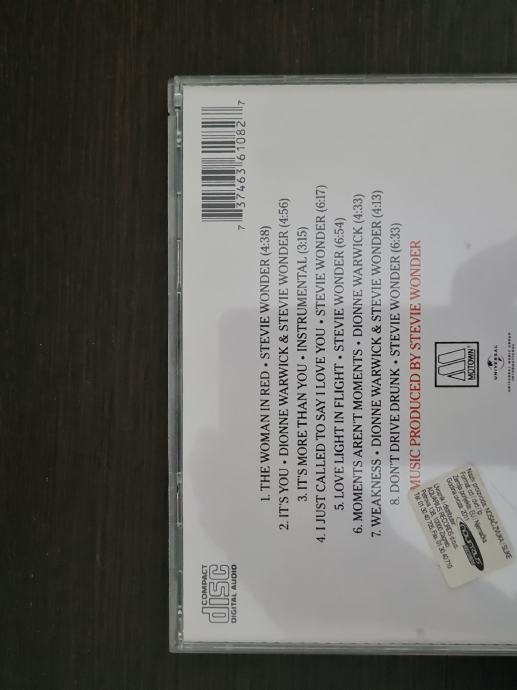 7 37463 61082 7
1. THE WOMAN IN RED • STEVIE WONDER (4:38)
2. IT'S YOU • DIONNE WARWICK & STEVIE WONDER (4:56)
3. IT'S MORE THAN YOU • INSTRUMENTAL (3:15)
4. I JUST CALLED TO SAY I LOVE YOU • STEVIE WONDER (6:17)
5. LOVE LIGHT IN FLIGHT • STEVIE WONDER (6:54)
6. MOMENTS AREN'T MOMENTS • DIONNE WARWICK (4:33)
7. WEAKNESS • DIONNE WARWICK & STEVIE WONDER (4:13)
8. DON'T DRIVE DRUNK • STEVIE WONDER (6:33)
MUSIC PRODUCED BY STEVIE WONDER
COMPACT
disc
DIGITAL AUDIO
M
MOTOWN
UNIVERSAL
UNIVERSAL MUSIC GROUP
INTERNATIONAL